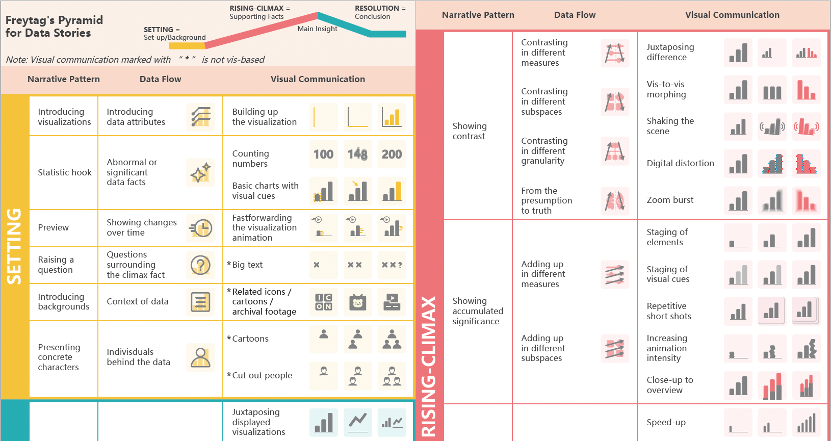 Freytag's Pyramid
for Data Stories
SETTING =
Set up/Background
RISING-CLIMAX =
Supporting Facts
Main Insight
RESOLUTION =
Conclusion
Note: Visual communication marked with "*" is not vis-based
Narrative Pattern
Data Flow
Visual Communication
SETTING
Introducing
visualizations
Introducing
data attributes
Building up
the visualization
Statistic hook
Abnormal or
significant
data facts
Counting
numbers
100
148
200
Basic charts with
visual cues
Preview
Showing changes
over time
Fastforwarding
the visualization
animation
Raising a
question
Questions
surrounding
the climax fact
*Big text
×
××
××?
Introducing
backgrounds
Context of data
*Related icons /
cartoons /
archival footage
ICON
Presenting
concrete
characters
Indivisduals
behind the data
*Cartoons
*Cut out people
Juxtaposing
displayed
visualizations
Narrative Pattern
Data Flow
Visual Communication
RISING-CLIMAX
Showing
contrast
Contrasting
in different
measures
Contrasting
in different
subspaces
Contrasting
in different
granularity
From the
presumption
to truth
Juxtaposing
difference
Vis-to-vis
morphing
Shaking the
scene
Digital distortion
Zoom burst
Showing
accumulated
significance
Adding up
in different
measures
Adding up
in different
subspaces
Staging of
elements
Staging of
visual cues
Repetitive
short shots
Increasing
animation
intensity
Close-up to
overview
Speed-up